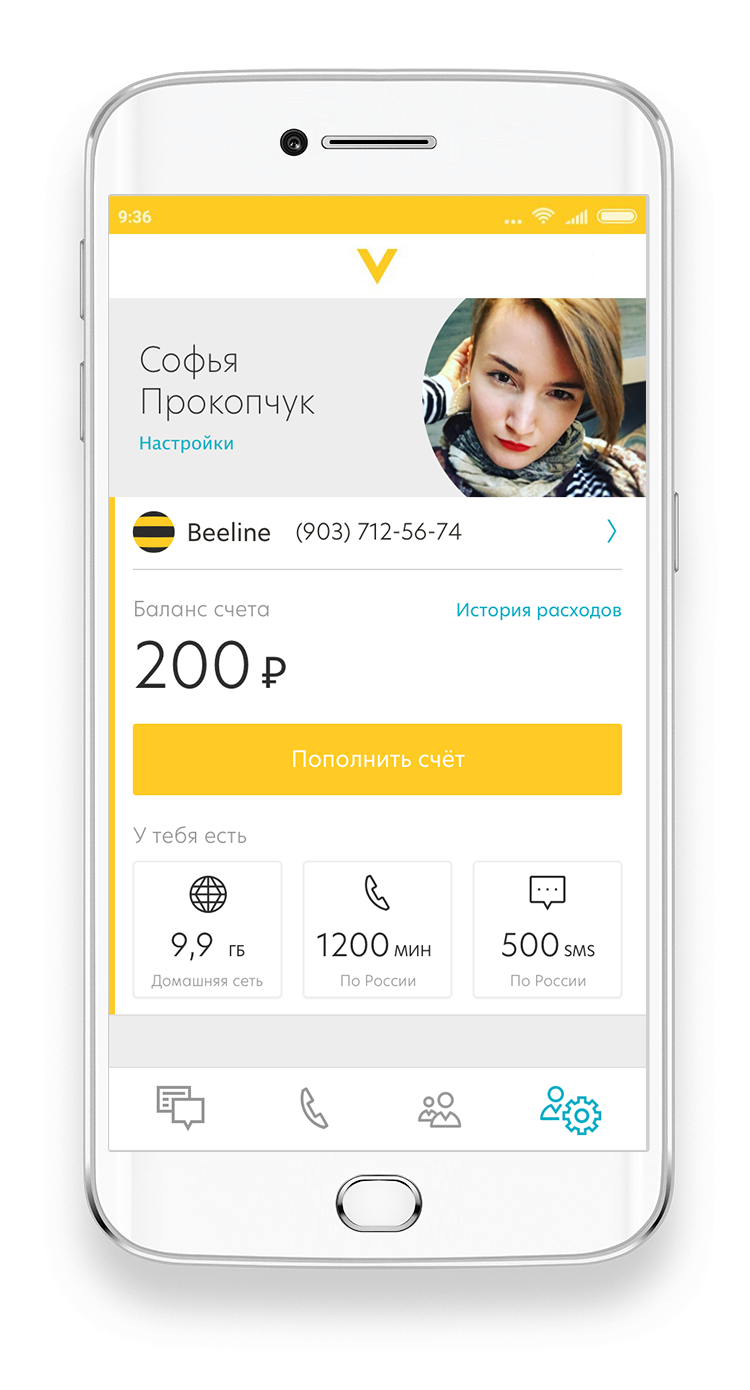 9:36
Софья
Прокопчук
Настройки
Beeline (903) 712-56-74
Баланс счета История расходов
200 ₽
Пополнить счёт
У тебя есть
9,9 ГБ 1200 МИН 500 SMS
Домашняя сеть По России По России